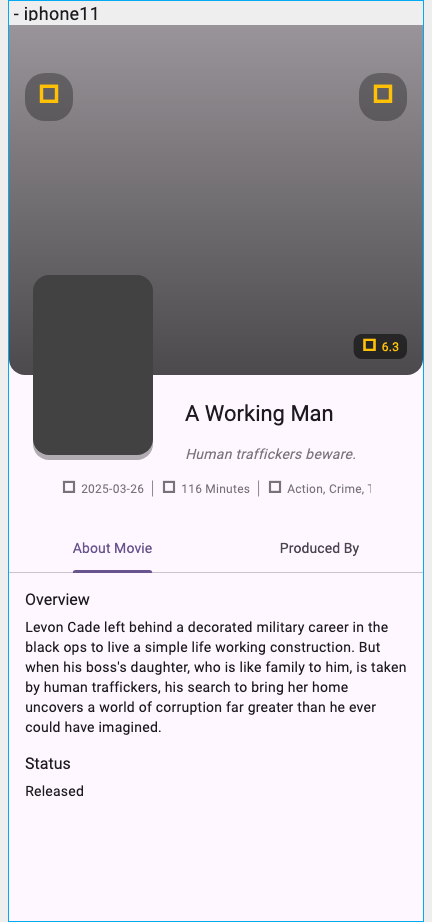 - iphone11
6.3
A Working Man
Human traffickers beware.
2025-03-26 116 Minutes Action, Crime,
About Movie Produced By
Overview
Levon Cade left behind a decorated military career in the
black ops to live a simple life working construction. But
when his boss's daughter, who is like family to him, is taken
by human traffickers, his search to bring her home
uncovers a world of corruption far greater than he ever
could have imagined.
Status
Released